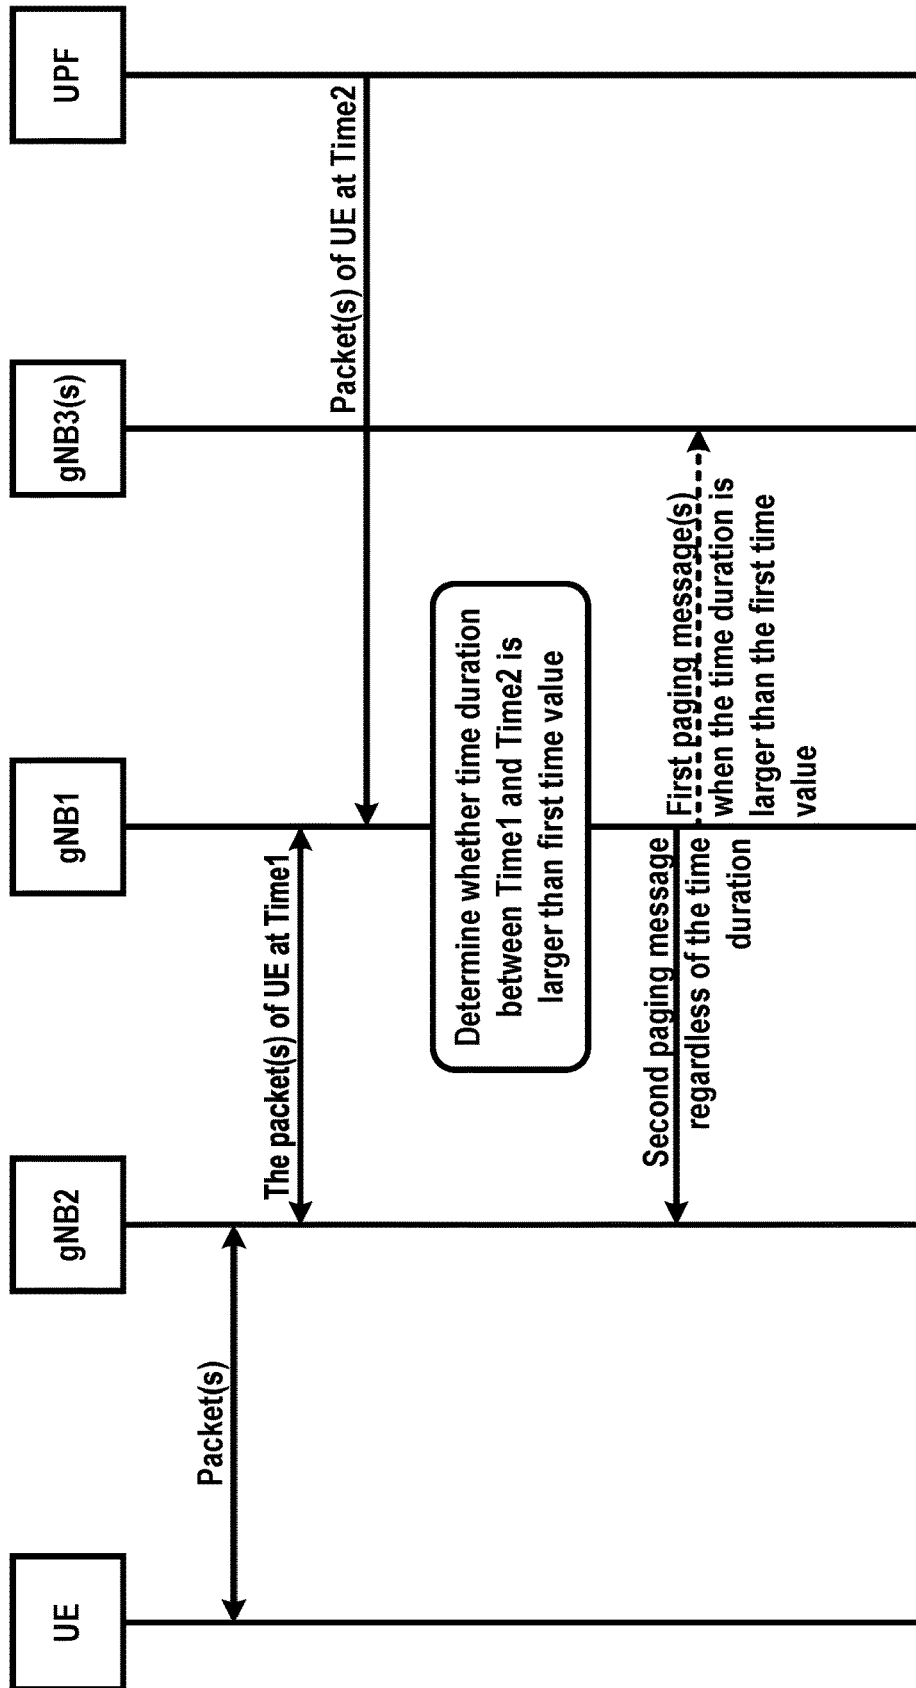 UE
gNB2
gNB1
gNB3(s)
UPF
Packet(s)
The packet(s) of UE at Time1
Packet(s) of UE at Time2
Determine whether time duration
between Time1 and Time2 is
larger than first time value
Second paging message
regardless of the time
duration
First paging message(s)
when the time duration is
larger than the first time
value